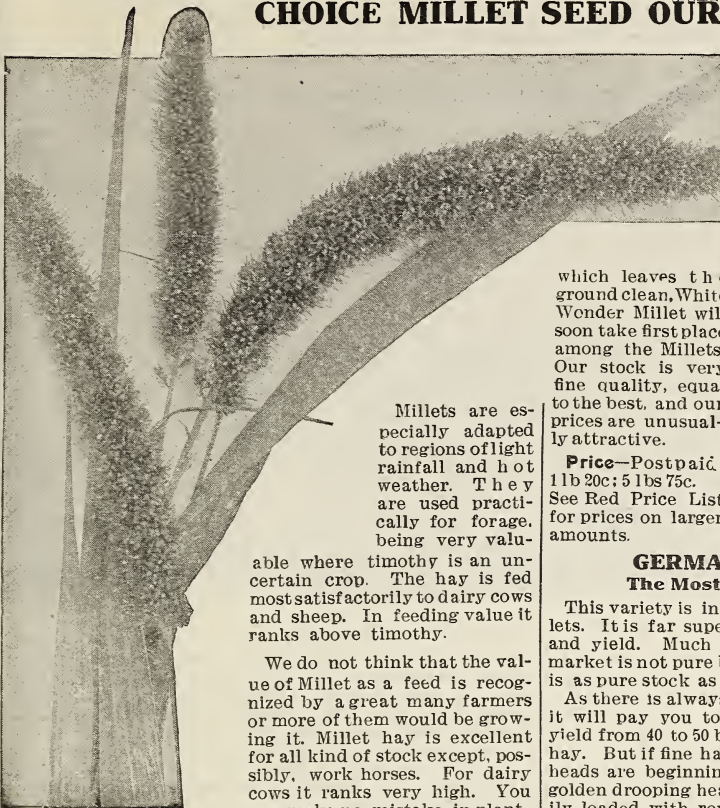 CHOICE MILLET SEED OUR
Millets are es-
pecially adapted
to regions of light
rainfall and hot
weather. They
are used practi-
cally for forage,
being very valu-
able where timothy is an un-
certain crop. The hay is fed
most satisfactorily to dairy cows
and sheep. In feeding value it
ranks above timothy.
We do not think that the val-
ue of Millet as a feed is recog-
nized by a great many farmers
or more of them would be grow-
ing it. Millet hay is excellent
for all kind of stock except, pos-
sibly, work horses. For dairy
cows it ranks very high. You
mistake in plant-
which leaves th
ground clean, White
Wonder Millet wil
soon take first place
among the Millets
Our stock is very
fine quality, equa
to the best, and our
prices are unusual-
ly attractive.
Price—Postpaid
1 lb 20c; 5 lbs 75c.
See Red Price List
for prices on larger
amounts.
GERMA
The Most
This variety is in
lets. It is far supe
and yield. Much
market is not pure
is as pure stock as
As there is always
it will pay you to
yield from 40 to 50 b
hay. But if fine ha
heads are beginnin
golden drooping hea
ily loaded with